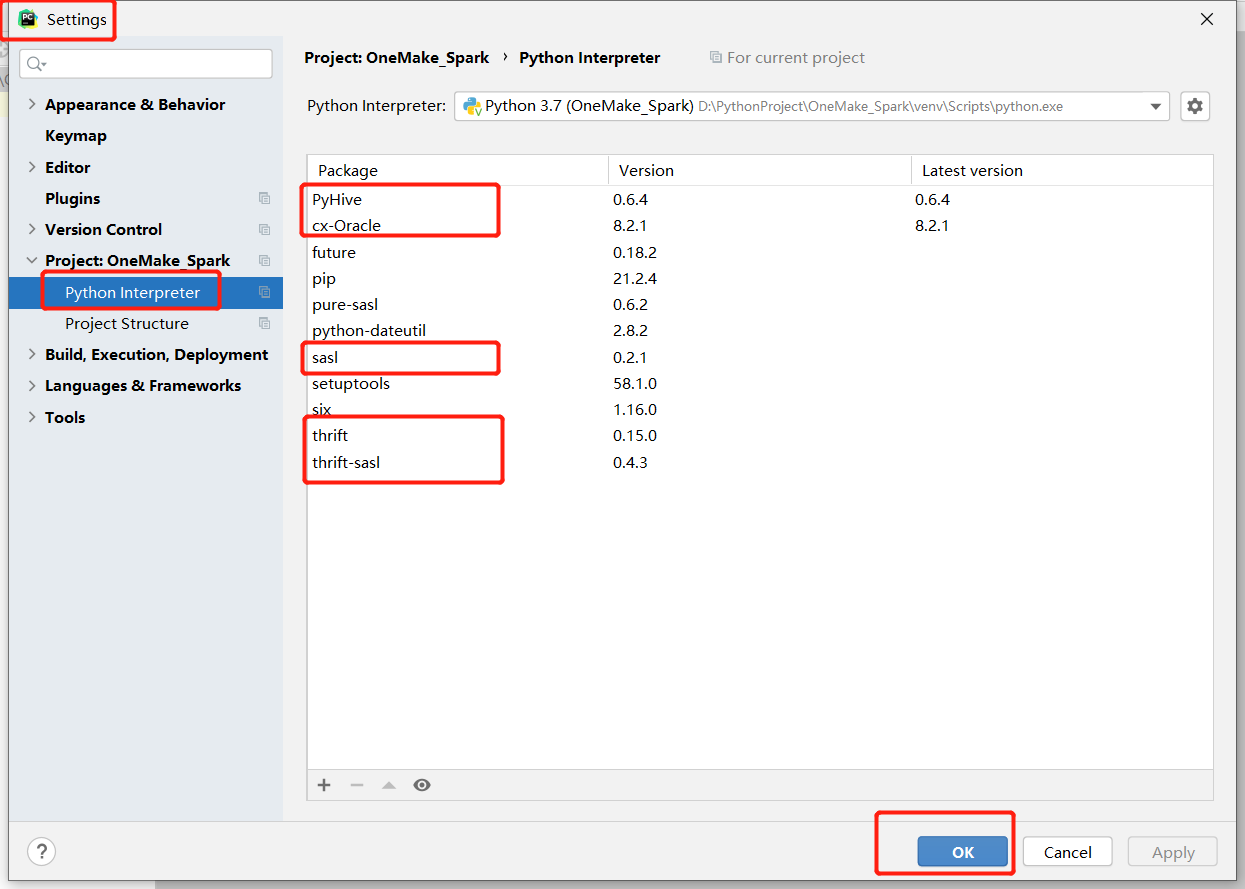 Settings
Appearance & Behavior
Keymap
Editor
Plugins
Version Control
Project: OneMake_Spark
Python Interpreter
Project Structure
Build, Execution, Deployment
Languages & Frameworks
Tools
Project: OneMake_Spark › Python Interpreter For current project
Python Interpreter: Python 3.7 (OneMake_Spark) D:\PythonProject\OneMake_Spark\venv\Scripts\python.exe
Package Version Latest version
PyHive 0.6.4 0.6.4
cx-Oracle 8.2.1 8.2.1
future 0.18.2
pip 21.2.4
pure-sasl 0.6.2
python-dateutil 2.8.2
sasl 0.2.1
setuptools 58.1.0
six 1.16.0
thrift 0.15.0
thrift-sasl 0.4.3
? OK Cancel Apply